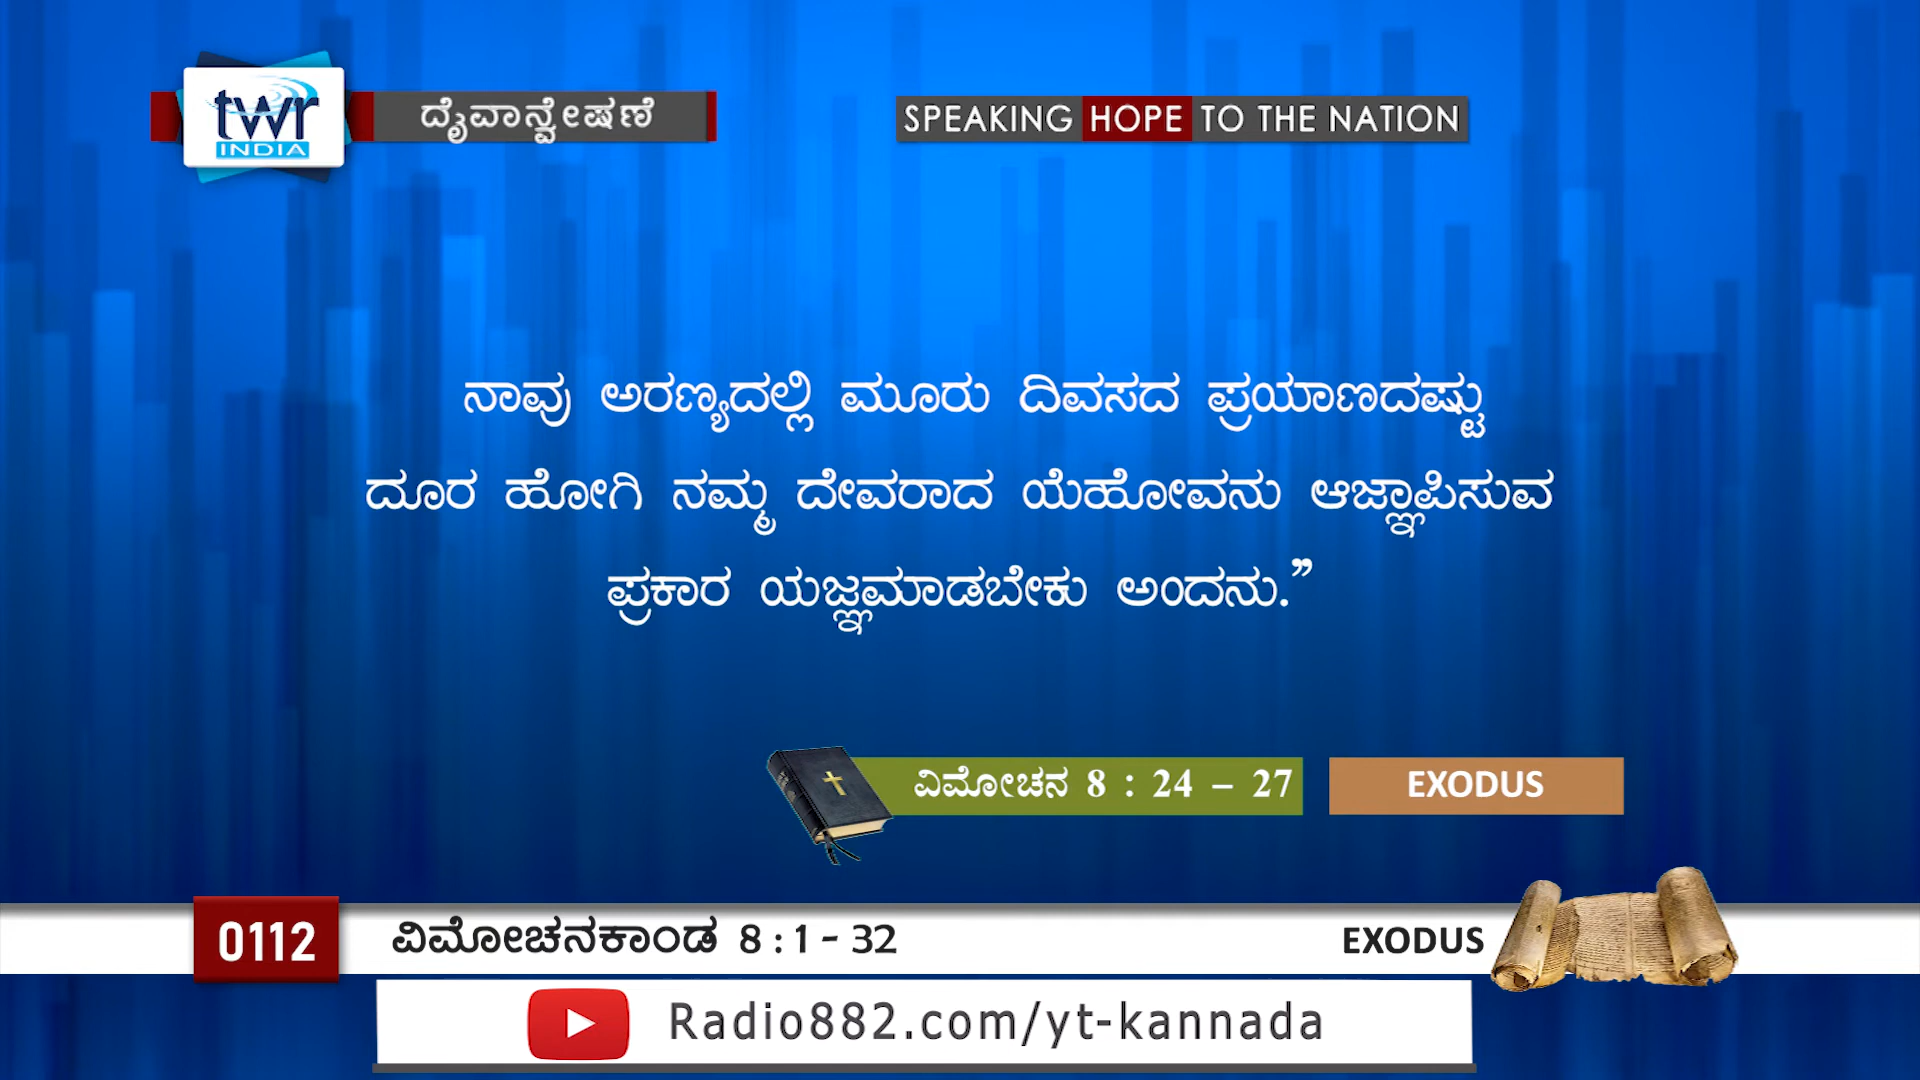 twr
INDIA
ದೈವಾನ್ವೇಷಣೆ
SPEAKING HOPE TO THE NATION
ನಾವು ಅರಣ್ಯದಲ್ಲಿ ಮೂರು ದಿವಸದ ಪ್ರಯಾಣದಷ್ಟು
ದೂರ ಹೋಗಿ ನಮ್ಮ ದೇವರಾದ ಯೆಹೋವನು ಆಜ್ಞಾಪಿಸುವ
ಪ್ರಕಾರ ಯಜ್ಞಮಾಡಬೇಕು ಅಂದನು.”
ವಿಮೋಚನ 8 : 24 – 27
EXODUS
0112
ವಿಮೋಚನಕಾಂಡ 8 : 1 - 32
EXODUS
Radio882.com/yt-kannada